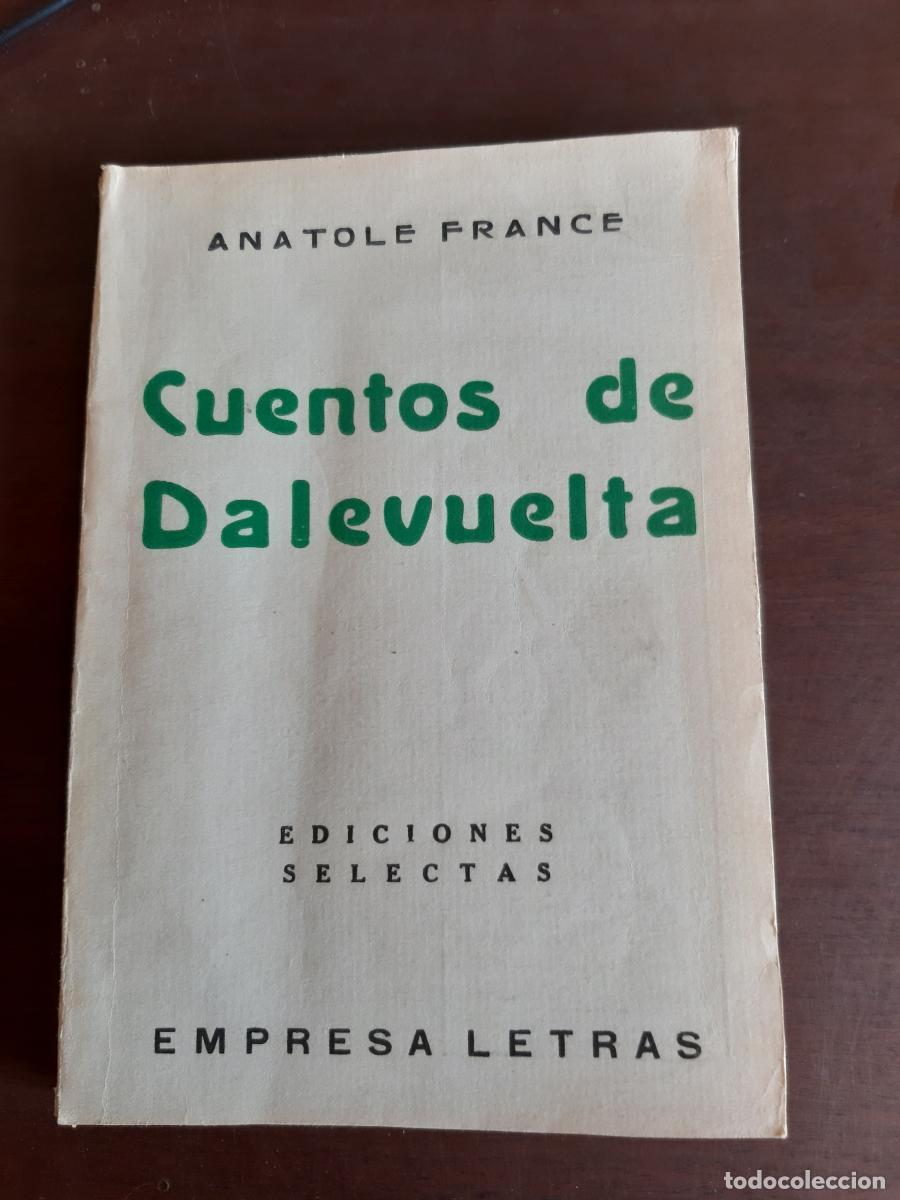 ANATOLE FRANCE
Cuentos de
Dalevuelta
EDICIONES
SELECTAS
EMPRESA LETRAS
todocoleccion